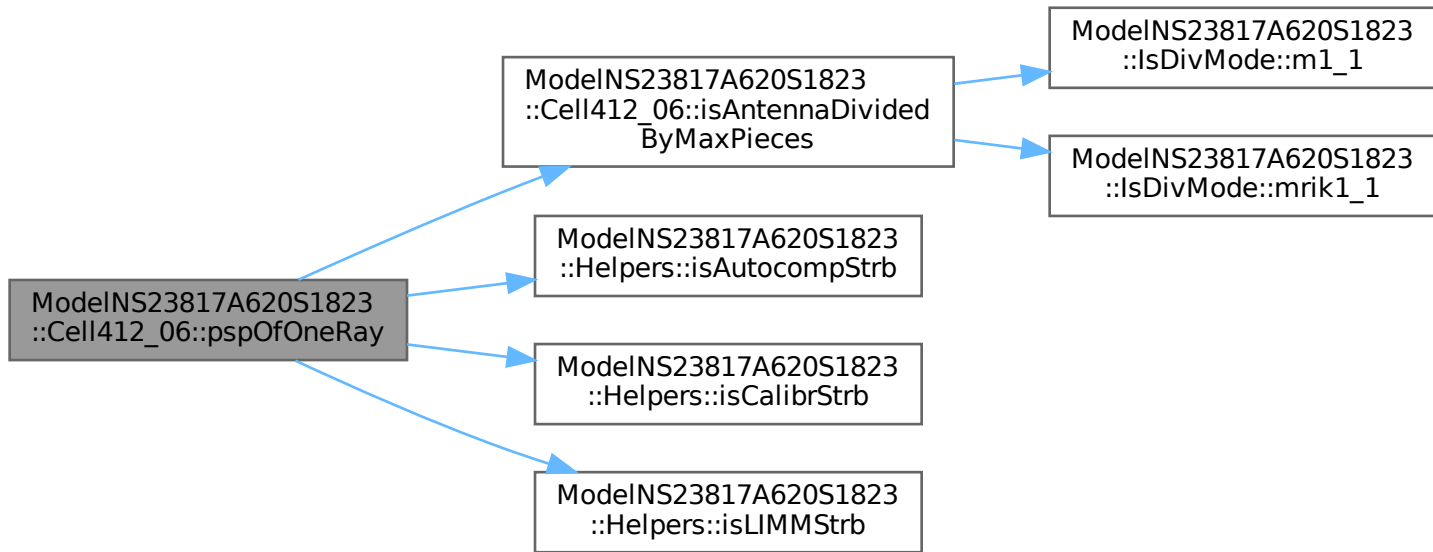 ModelNS23817A620S1823
::Cell412_06::pspOfOneRay
ModelNS23817A620S1823
::Cell412_06::isAntennaDivided
ByMaxPieces
ModelNS23817A620S1823
::IsDivMode::m1_1
ModelNS23817A620S1823
::IsDivMode::mrik1_1
ModelNS23817A620S1823
::Helpers::isAutocompStrb
ModelNS23817A620S1823
::Helpers::isCalibrStrb
ModelNS23817A620S1823
::Helpers::isLIMMStrb